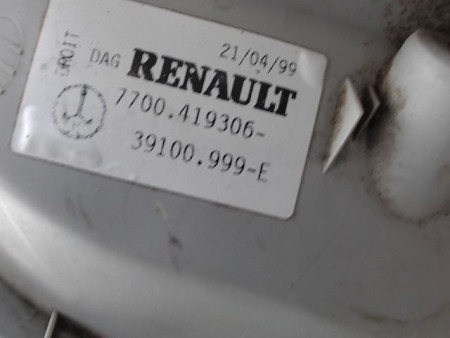 DROIT
21/04/99
DAG RENAULT
7700.419306-
39100.999-E